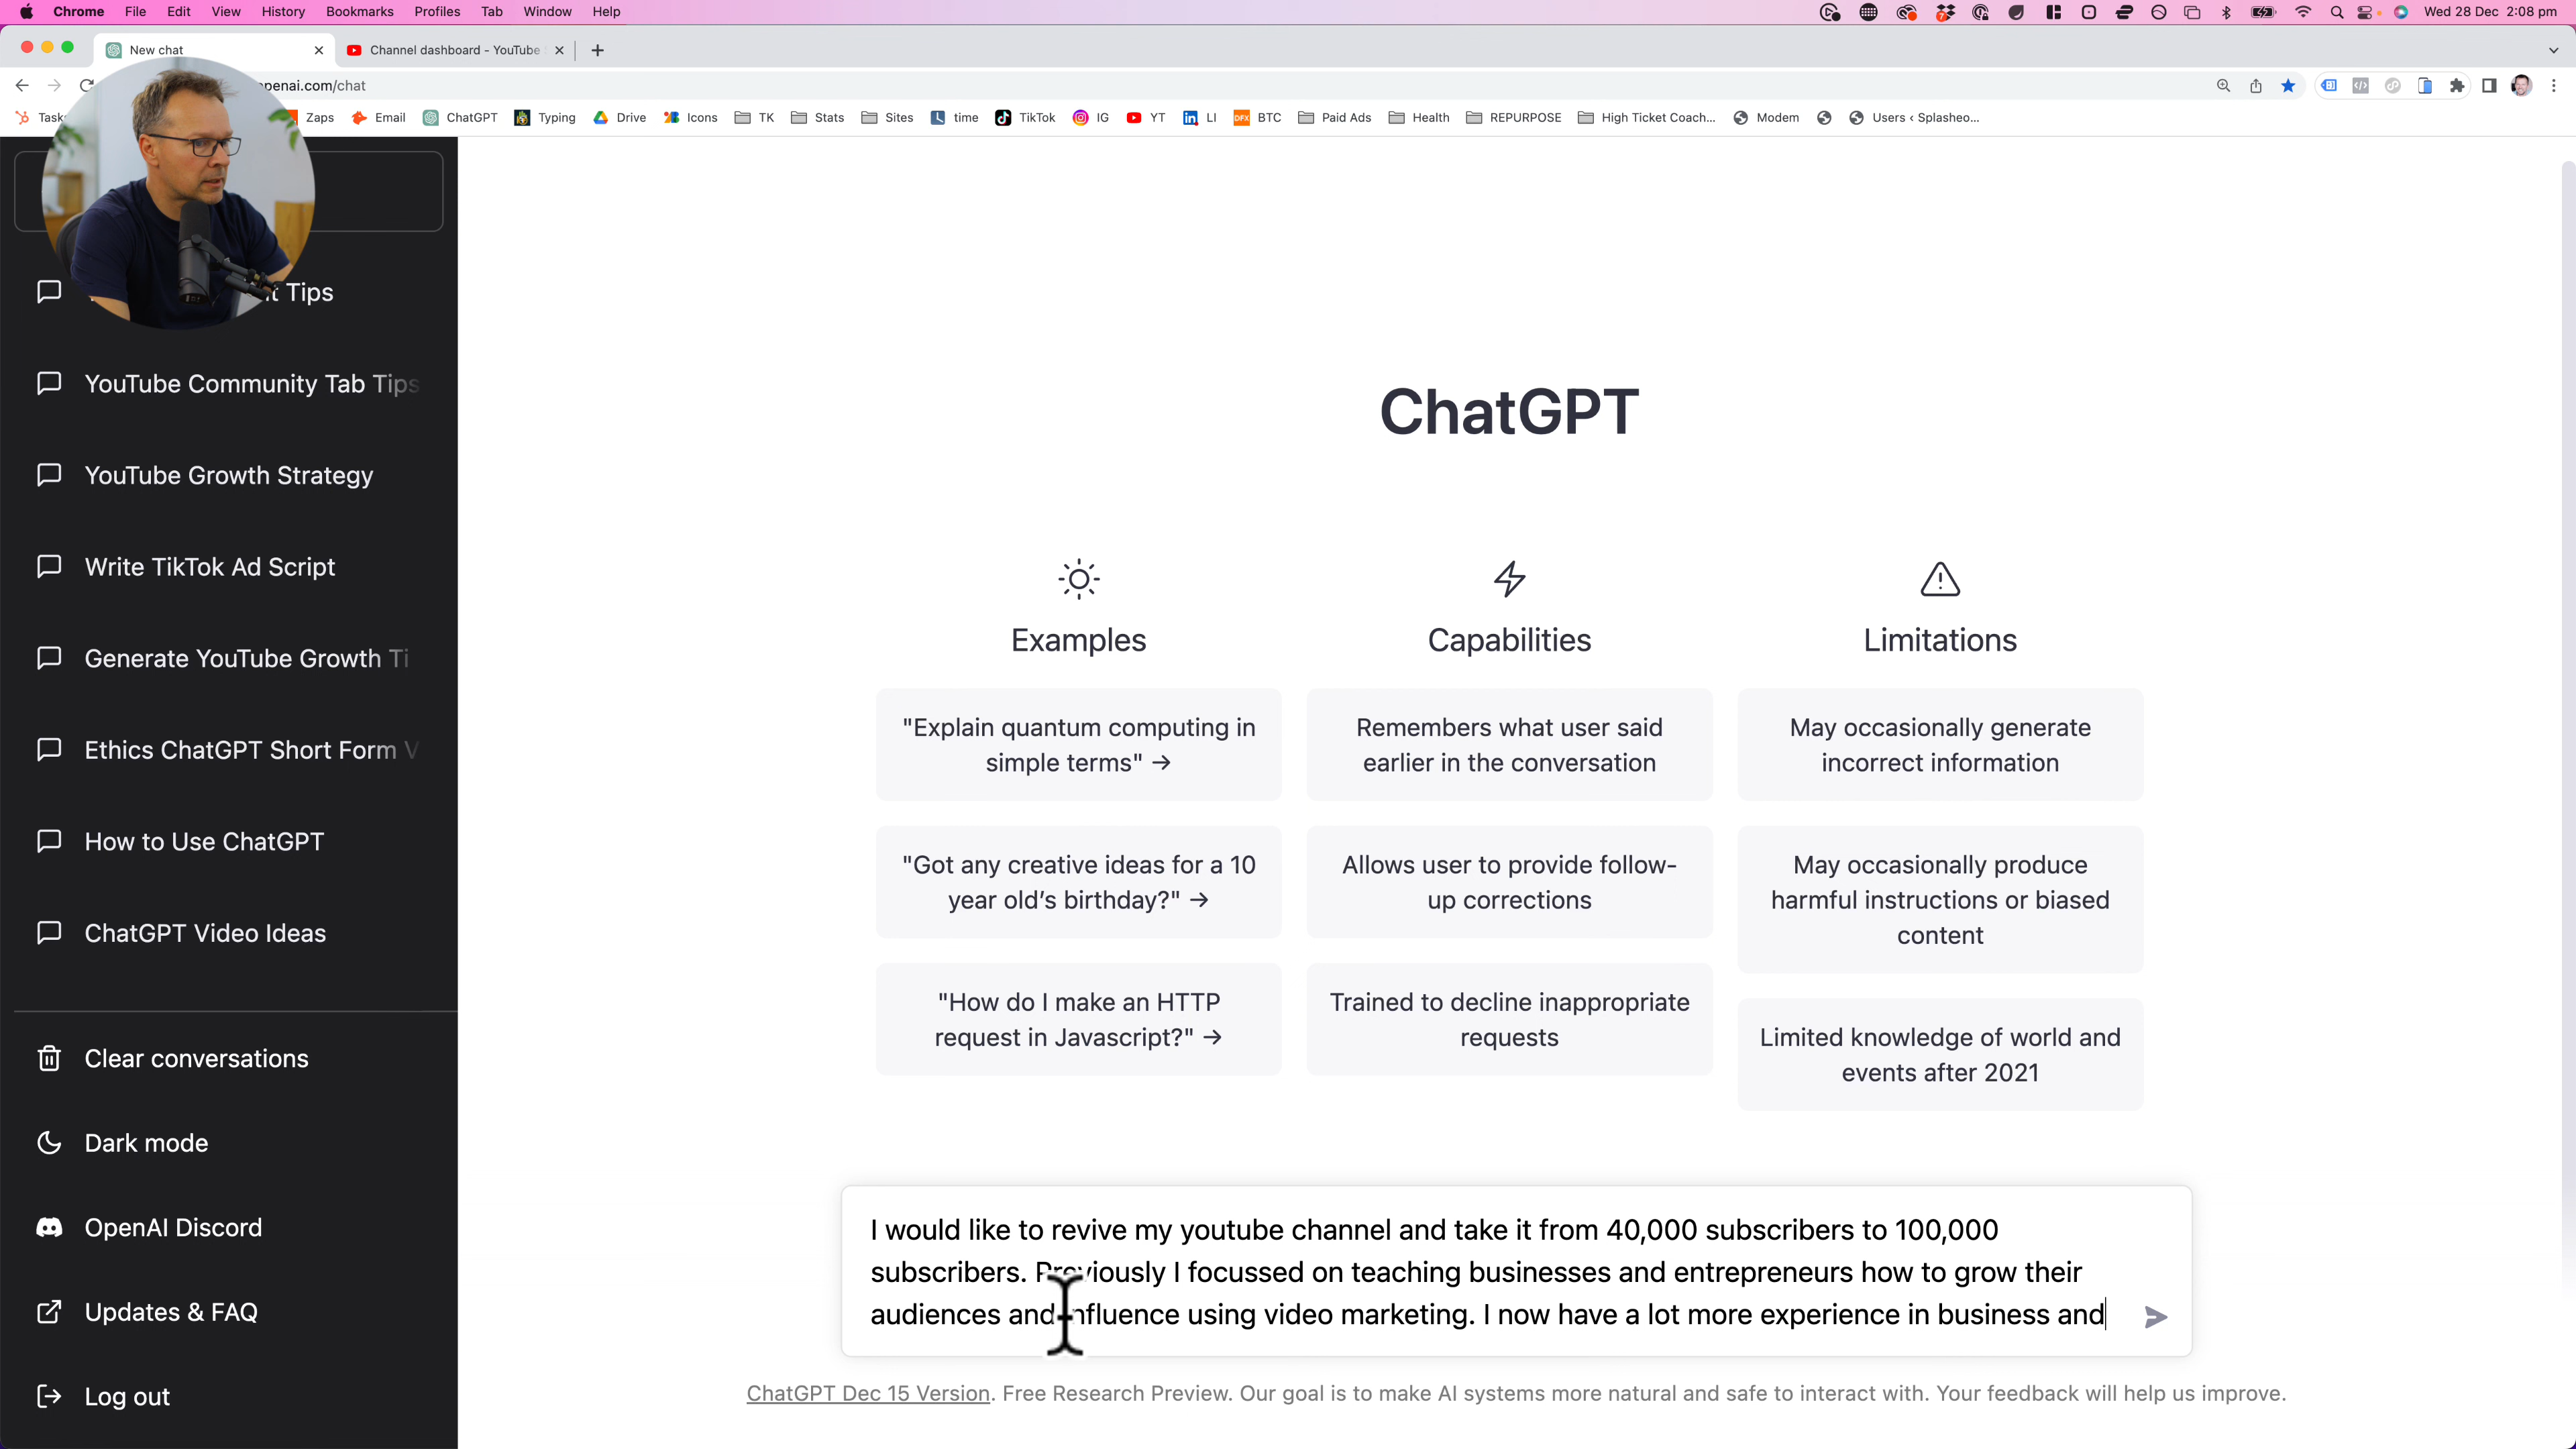 Chrome File Edit View History Bookmarks Profiles Tab Window Help
7
Wed 28 Dec 2:08 pm
New chat
Channel dashboard - YouTube
openai.com/chat
Tasks Zaps Email ChatGPT Typing Drive Icons TK Stats Sites time TikTok IG YT LI DFX BTC Paid Ads Health REPURPOSE High Ticket Coach... Modem Users ‹ Splasheo...
Tips
YouTube Community Tab Tips
YouTube Growth Strategy
Write TikTok Ad Script
Generate YouTube Growth Ti
Ethics ChatGPT Short Form V
How to Use ChatGPT
ChatGPT Video Ideas
Clear conversations
Dark mode
OpenAI Discord
Updates & FAQ
Log out
ChatGPT
Examples
"Explain quantum computing in
simple terms" →
"Got any creative ideas for a 10
year old's birthday?" →
"How do I make an HTTP
request in Javascript?" →
Capabilities
Remembers what user said
earlier in the conversation
Allows user to provide follow-
up corrections
Trained to decline inappropriate
requests
Limitations
May occasionally generate
incorrect information
May occasionally produce
harmful instructions or biased
content
Limited knowledge of world and
events after 2021
I would like to revive my youtube channel and take it from 40,000 subscribers to 100,000
subscribers. Previously I focussed on teaching businesses and entrepreneurs how to grow their
audiences and influence using video marketing. I now have a lot more experience in business and
ChatGPT Dec 15 Version. Free Research Preview. Our goal is to make AI systems more natural and safe to interact with. Your feedback will help us improve.